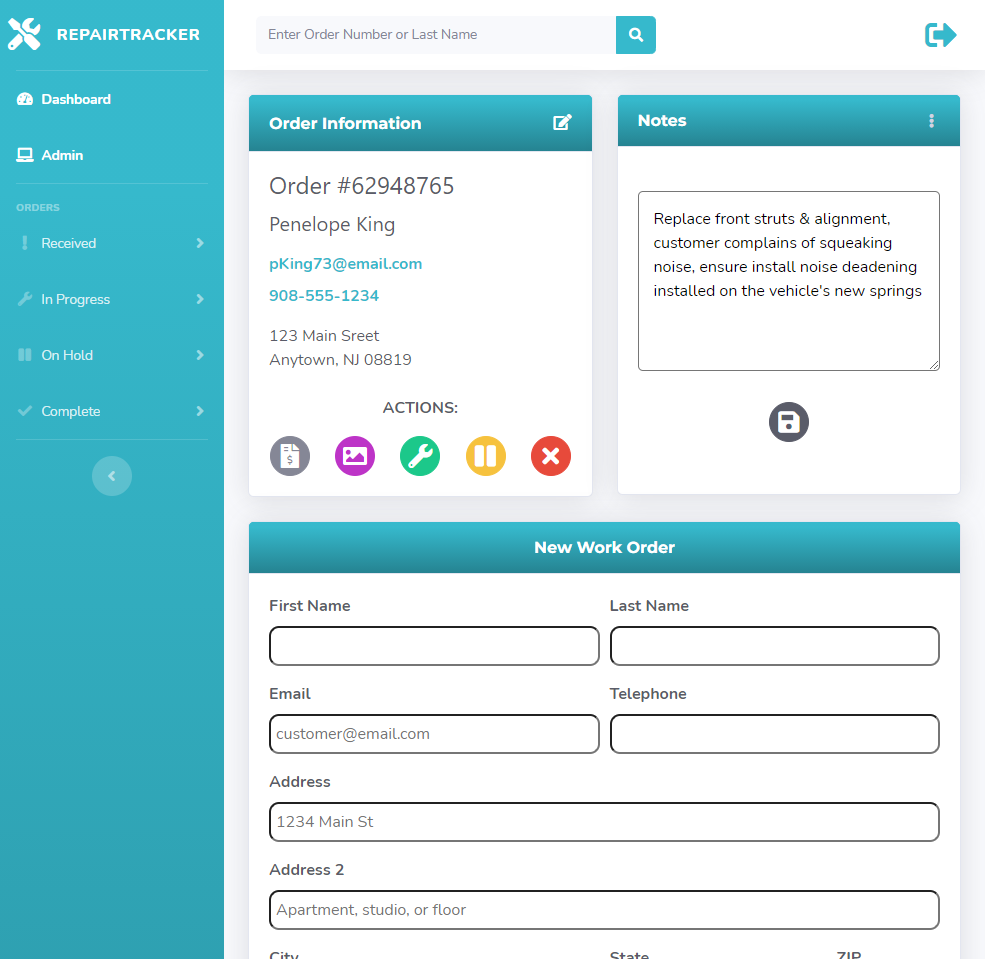 REPAIRTRACKER
Enter Order Number or Last Name
Dashboard
Admin
ORDERS
Received
In Progress
On Hold
Complete
Order Information
Order #62948765
Penelope King
pKing73@email.com
908-555-1234
123 Main Sreet
Anytown, NJ 08819
ACTIONS:
$
Notes
Replace front struts & alignment,
customer complains of squeaking
noise, ensure install noise deadening
installed on the vehicle's new springs
New Work Order
First Name
Last Name
Email
Telephone
customer@email.com
Address
1234 Main St
Address 2
Apartment, studio, or floor
City
State
ZIP